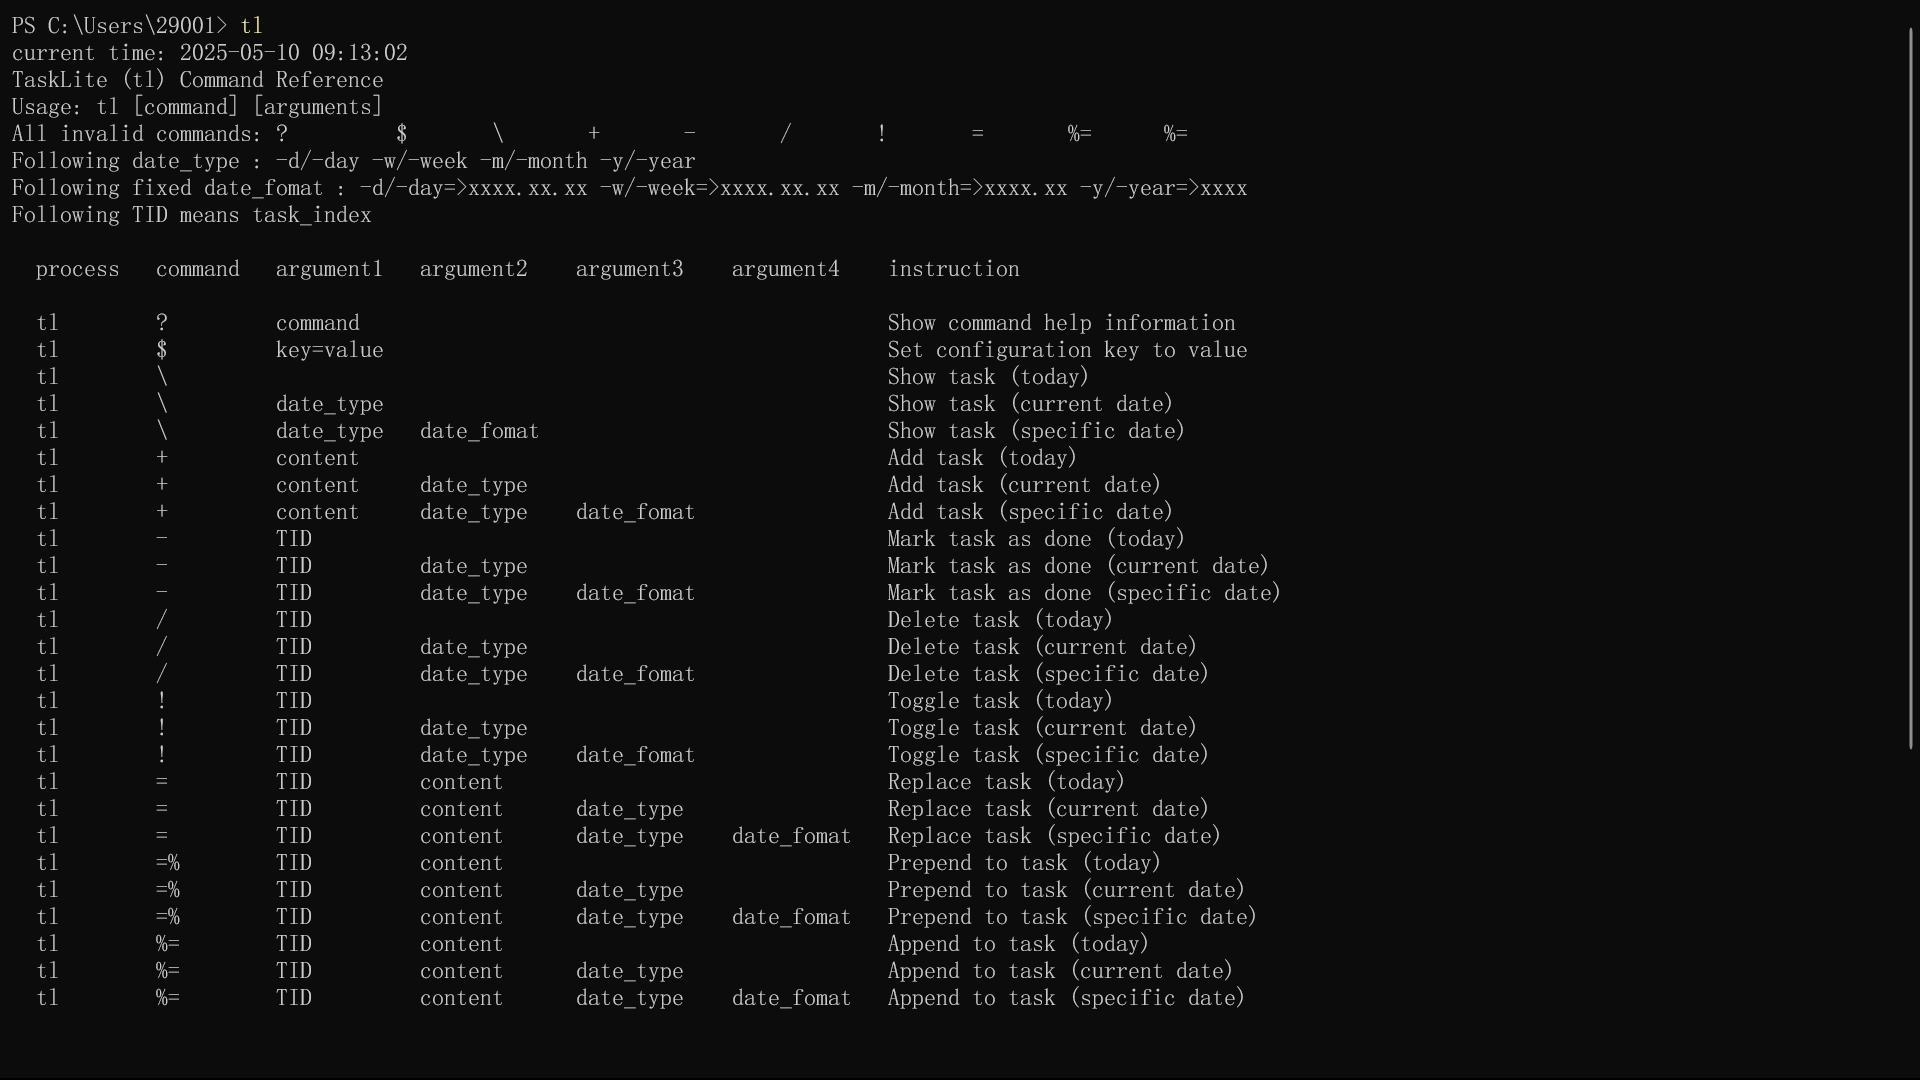 PS C:\Users\29001> tl
current time: 2025-05-10 09:13:02
TaskLite (tl) Command Reference
Usage: tl [command] [arguments]
All invalid commands: ? $ \ + - / ! = %= %=
Following date_type : -d/-day -w/-week -m/-month -y/-year
Following fixed date_fomat : -d/-day=>xxxx.xx.xx -w/-week=>xxxx.xx.xx -m/-month=>xxxx.xx -y/-year=>xxxx
Following TID means task_index
process command argument1 argument2 argument3 argument4 instruction
tl ? command Show command help information
tl $ key=value Set configuration key to value
tl \ Show task (today)
tl \ date_type Show task (current date)
tl \ date_type date_fomat Show task (specific date)
tl + content Add task (today)
tl + content date_type Add task (current date)
tl + content date_type date_fomat Add task (specific date)
tl - TID Mark task as done (today)
tl - TID date_type Mark task as done (current date)
tl - TID date_type date_fomat Mark task as done (specific date)
tl / TID Delete task (today)
tl / TID date_type Delete task (current date)
tl / TID date_type date_fomat Delete task (specific date)
tl ! TID Toggle task (today)
tl ! TID date_type Toggle task (current date)
tl ! TID date_type date_fomat Toggle task (specific date)
tl = TID content Replace task (today)
tl = TID content date_type Replace task (current date)
tl = TID content date_type date_fomat Replace task (specific date)
tl =% TID content Prepend to task (today)
tl =% TID content date_type Prepend to task (current date)
tl =% TID content date_type date_fomat Prepend to task (specific date)
tl %= TID content Append to task (today)
tl %= TID content date_type Append to task (current date)
tl %= TID content date_type date_fomat Append to task (specific date)